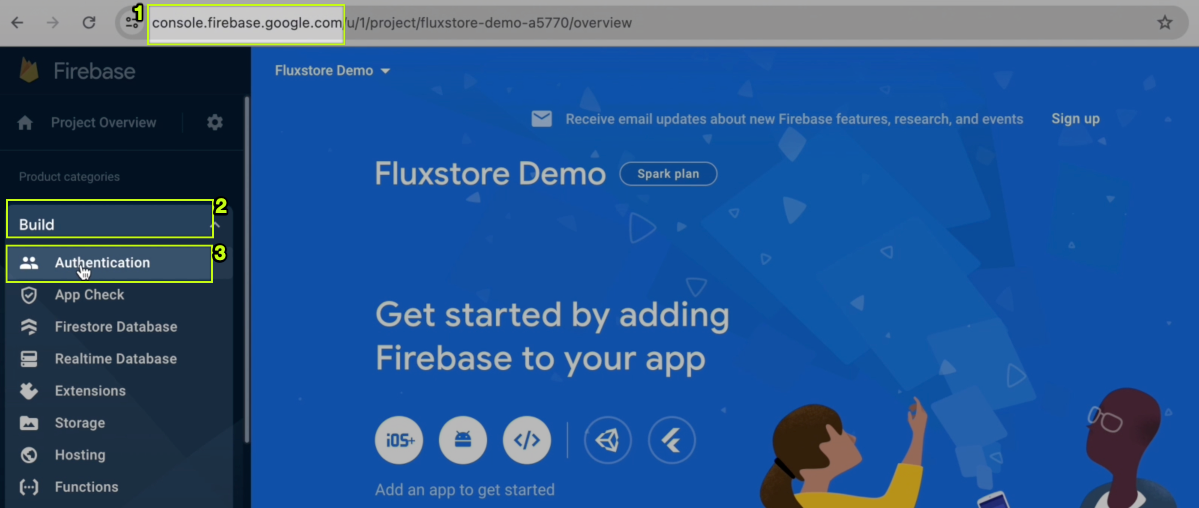 1
console.firebase.google.com/u/1/project/fluxstore-demo-a5770/overview
Firebase
Fluxstore Demo
Project Overview
Receive email updates about new Firebase features, research, and events
Sign up
Fluxstore Demo
Spark plan
Product categories
2
Build
3
Authentication
App Check
Firestore Database
Realtime Database
Extensions
Storage
Hosting
Functions
Get started by adding
Firebase to your app
iOS+
Add an app to get started